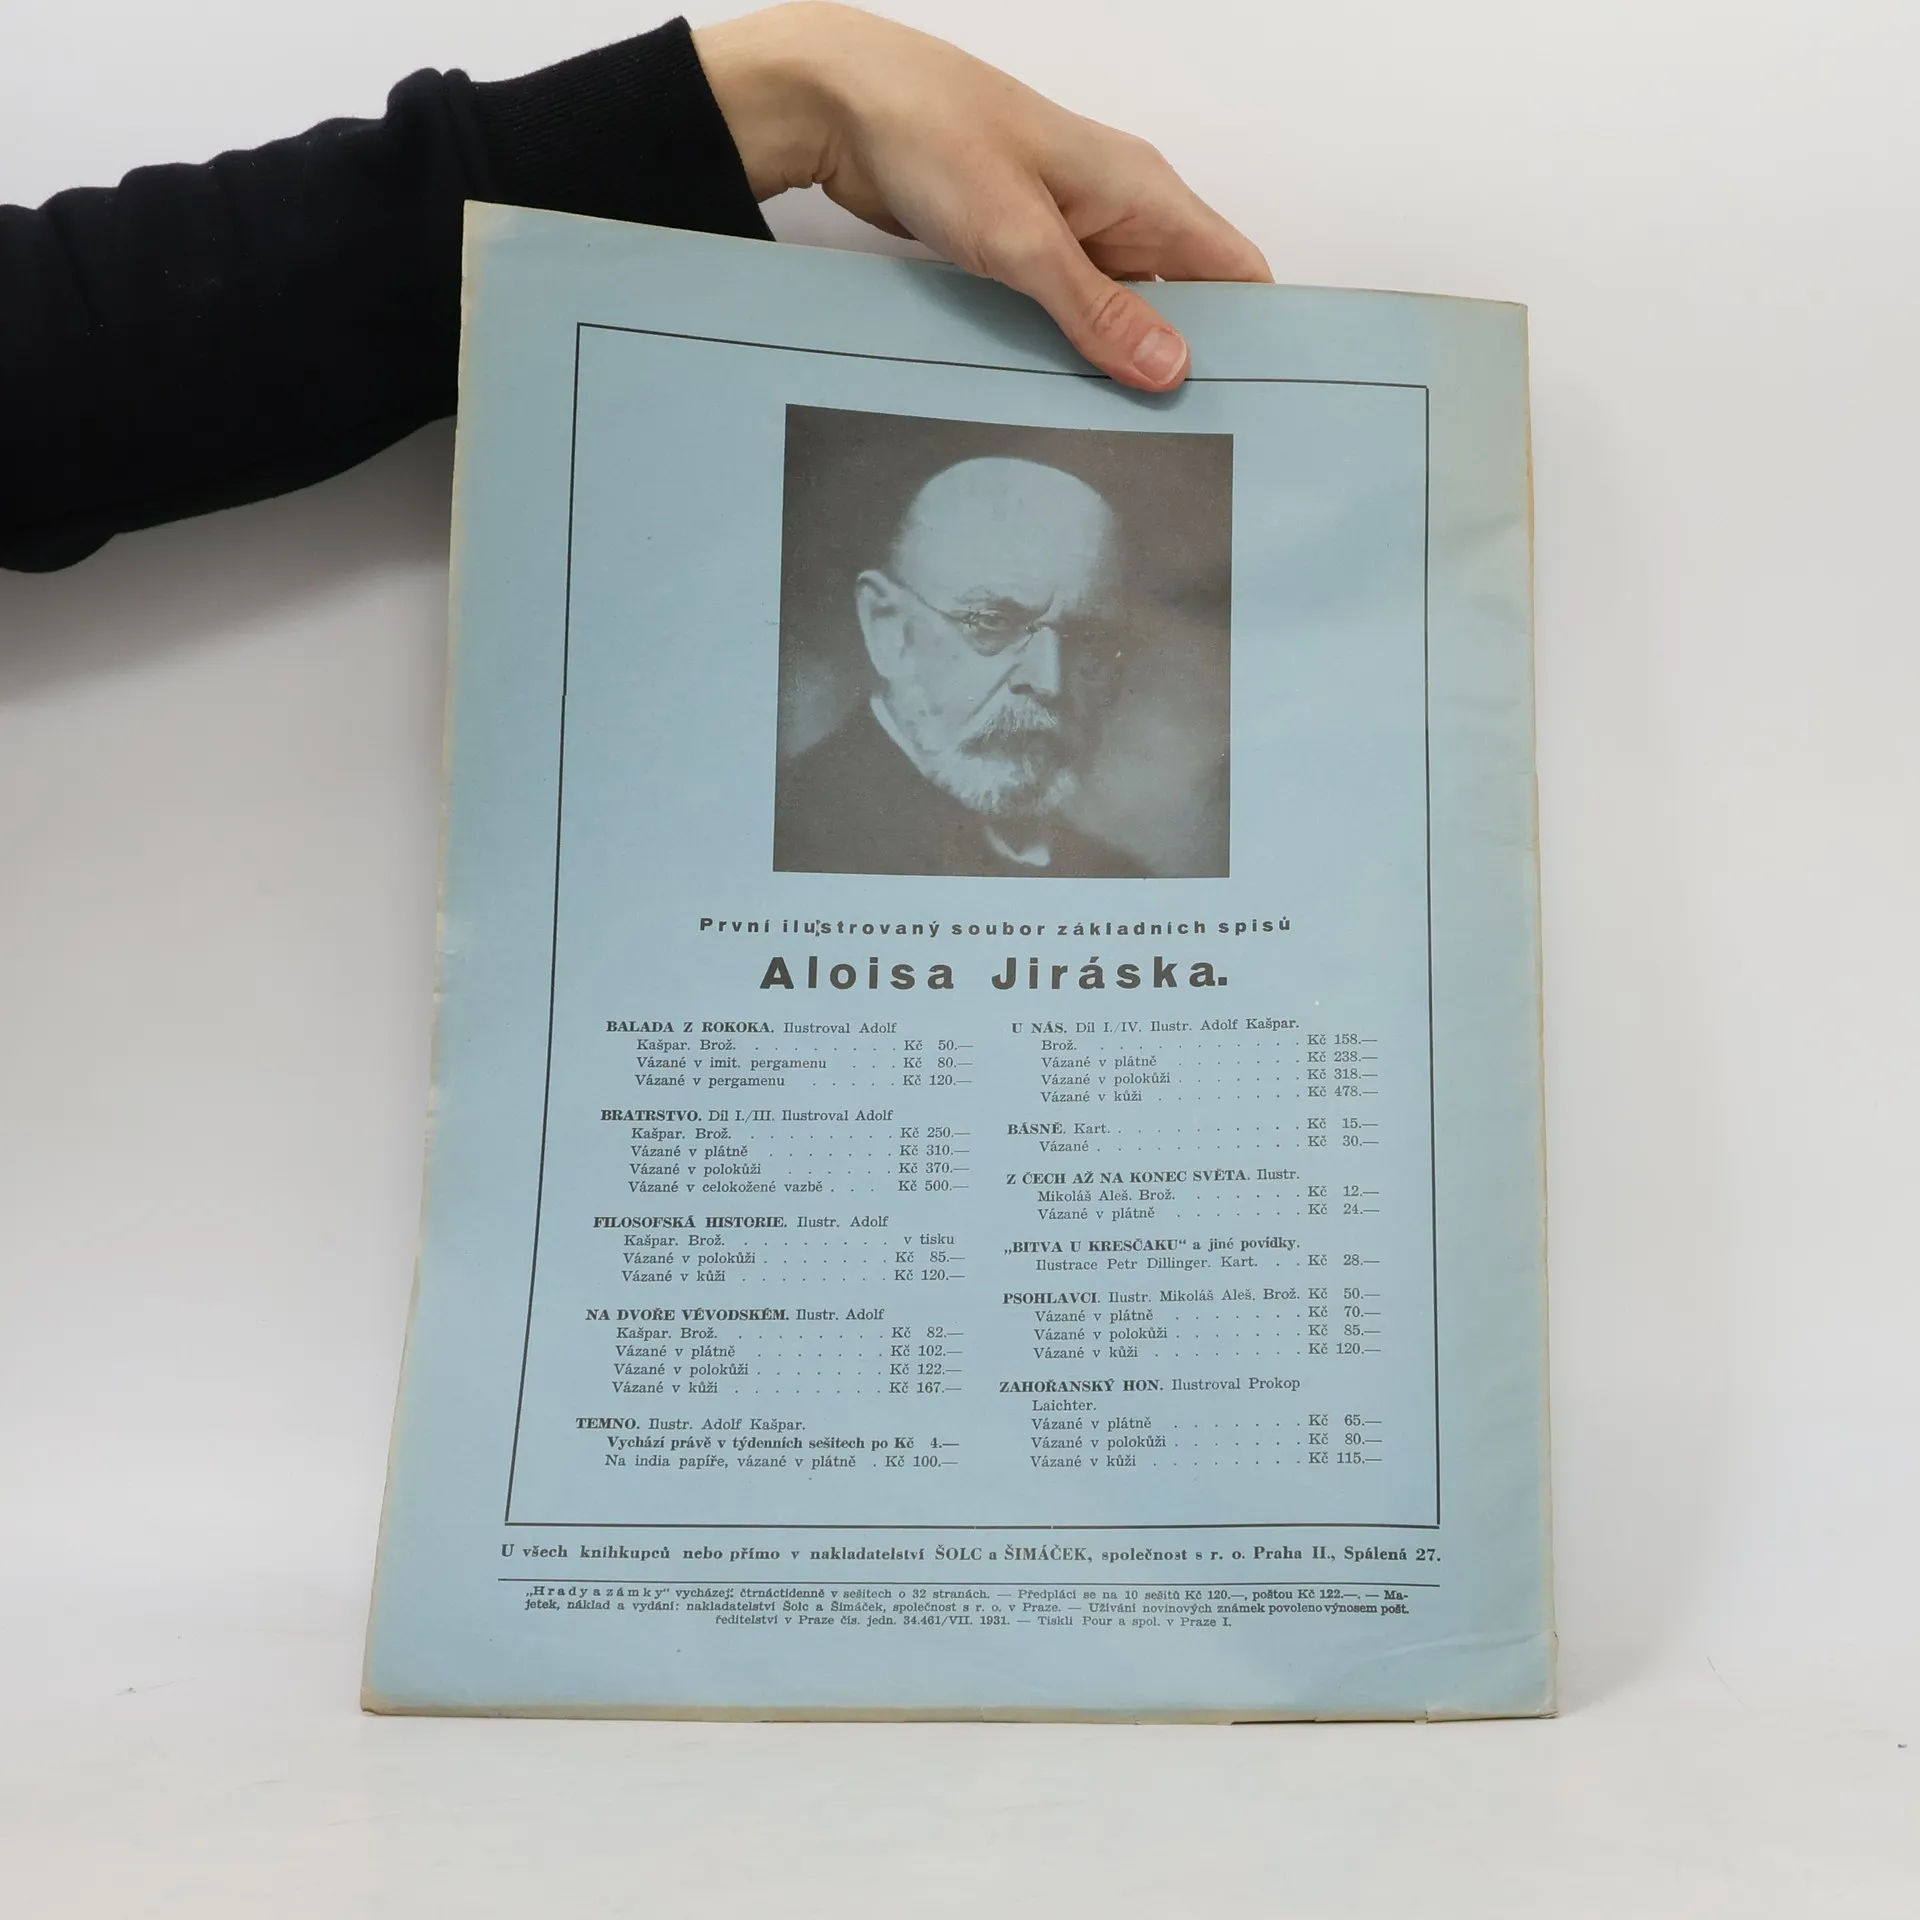 První ilustrovaný soubor základních spisů
Aloisa Jiráska.
BALADA Z ROKOKA. Ilustroval Adolf
Kašpar. Brož. . . . . . . . . Kč 50.—
Vázané v imit. pergamenu . . . Kč 80.—
Vázané v pergamenu . . . . . Kč 120.—
BRATRSTVO. Díl I./III. Ilustroval Adolf
Kašpar. Brož. . . . . . . . . Kč 250.—
Vázané v plátně . . . . . . . Kč 310.—
Vázané v polokůži . . . . . . Kč 370.—
Vázané v celokožené vazbě . . . Kč 500.—
FILOSOFSKÁ HISTORIE. Ilustr. Adolf
Kašpar. Brož. . . . . . . . . v tisku
Vázané v polokůži . . . . . . . Kč 85.—
Vázané v kůži . . . . . . . . Kč 120.—
NA DVOŘE VÉVODSKÉM. Ilustr. Adolf
Kašpar. Brož. . . . . . . . . Kč 82.—
Vázané v plátně . . . . . . . Kč 102.—
Vázané v polokůži . . . . . . . Kč 122.—
Vázané v kůži . . . . . . . . Kč 167.—
TEMNO. Ilustr. Adolf Kašpar.
Vychází právě v týdenních sešitech po Kč 4.—
Na india papíře, vázané v plátně . Kč 100.—
U NÁS. Díl I./IV. Ilustr. Adolf Kašpar.
Brož. . . . . . . . . . . . Kč 158.—
Vázané v plátně . . . . . . . Kč 238.—
Vázané v polokůži . . . . . . . Kč 318.—
Vázané v kůži . . . . . . . . Kč 478.—
BÁSNĚ. Kart. . . . . . . . . . . Kč 15.—
Vázané . . . . . . . . . . . Kč 30.—
Z ČECH AŽ NA KONEC SVĚTA. Ilustr.
Mikoláš Aleš. Brož. . . . . . . Kč 12.—
Vázané v plátně . . . . . . . Kč 24.—
„BITVA U KRESČAKU“ a jiné povídky.
Ilustrace Petr Dillinger. Kart. . . Kč 28.—
PSOHLAVCI. Ilustr. Mikoláš Aleš. Brož. Kč 50.—
Vázané v plátně . . . . . . . Kč 70.—
Vázané v polokůži . . . . . . . Kč 85.—
Vázané v kůži . . . . . . . . Kč 120.—
ZAHOŘANSKÝ HON. Ilustroval Prokop
Laichter.
Vázané v plátně . . . . . . . Kč 65.—
Vázané v polokůži . . . . . . . Kč 80.—
Vázané v kůži . . . . . . . . Kč 115.—
U všech knihkupců nebo přímo v nakladatelství ŠOLC a ŠIMÁČEK, společnost s r. o. Praha II., Spálená 27.
„Hrady a zámky“ vycházejí čtrnáctidenně v sešitech o 32 stranách. — Předplácí se na 10 sešitů Kč 120.—, poštou Kč 122.—. — Ma-
jetek, náklad a vydání: nakladatelství Šolc a Šimáček, společnost s r. o. v Praze. — Užívání novinových známek povoleno výnosem pošt.
ředitelství v Praze čís. jedn. 34.461/VII. 1931. — Tiskli Pour a spol. v Praze I.